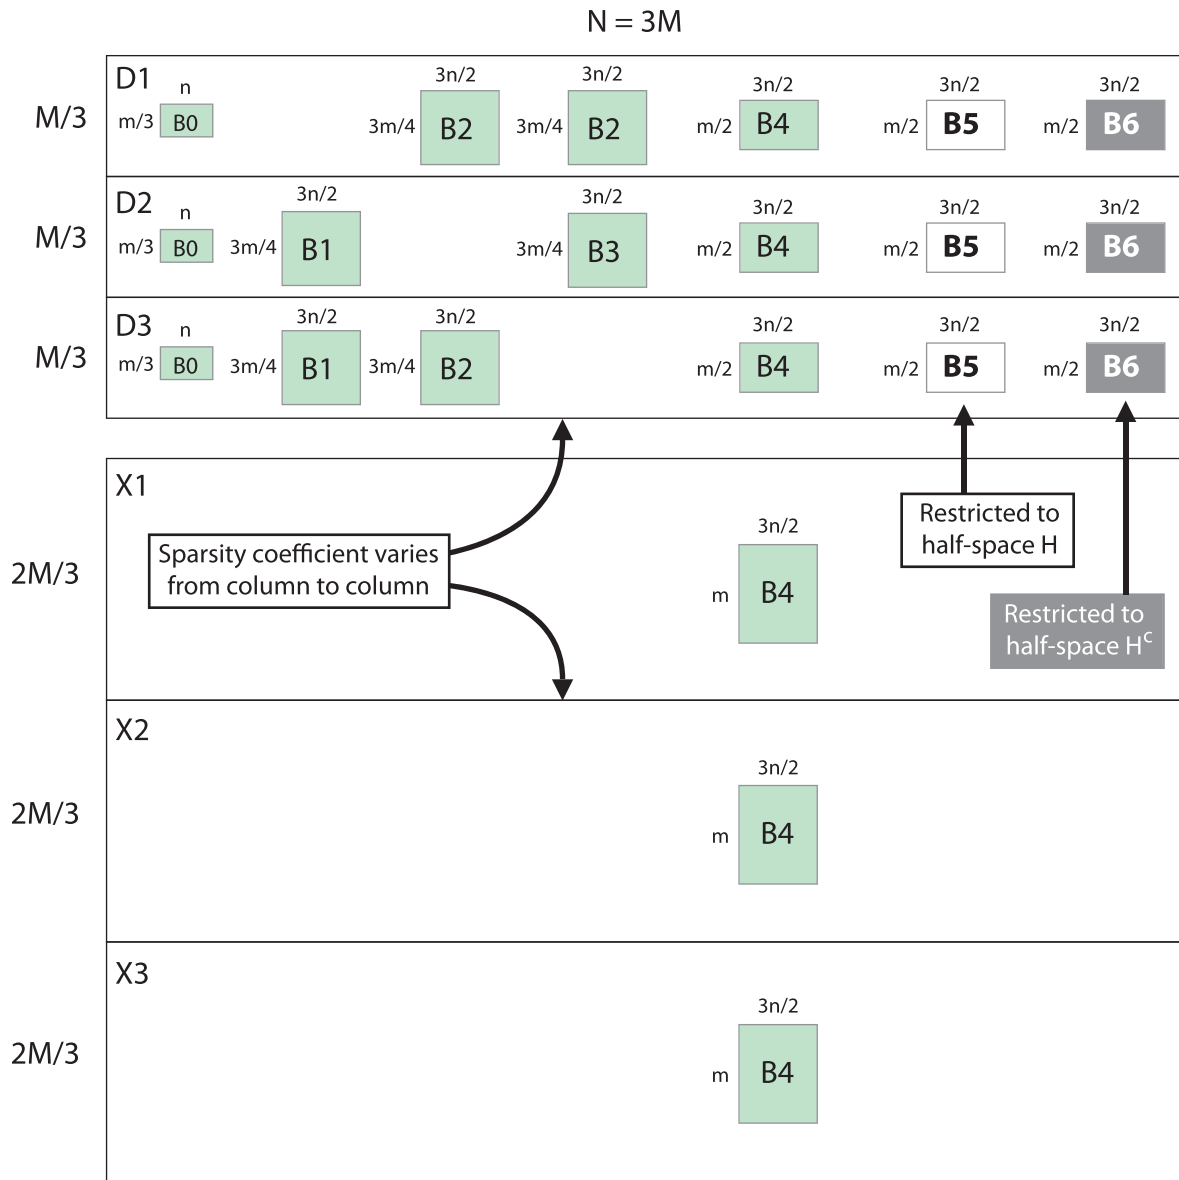 N = 3M
D1
M/3
n
m/3
B0
3n/2
3m/4
B2
3n/2
3m/4
B2
3n/2
m/2
B4
3n/2
m/2
B5
3n/2
m/2
B6
D2
M/3
n
m/3
B0
3n/2
3m/4
B1
3n/2
3m/4
B3
3n/2
m/2
B4
3n/2
m/2
B5
3n/2
m/2
B6
D3
M/3
n
m/3
B0
3n/2
3m/4
B1
3n/2
3m/4
B2
3n/2
m/2
B4
3n/2
m/2
B5
3n/2
m/2
B6
X1
2M/3
Sparsity coefficient varies
from column to column
3n/2
m
B4
Restricted to
half-space H
Restricted to
half-space Hᶜ
X2
2M/3
3n/2
m
B4
X3
2M/3
3n/2
m
B4